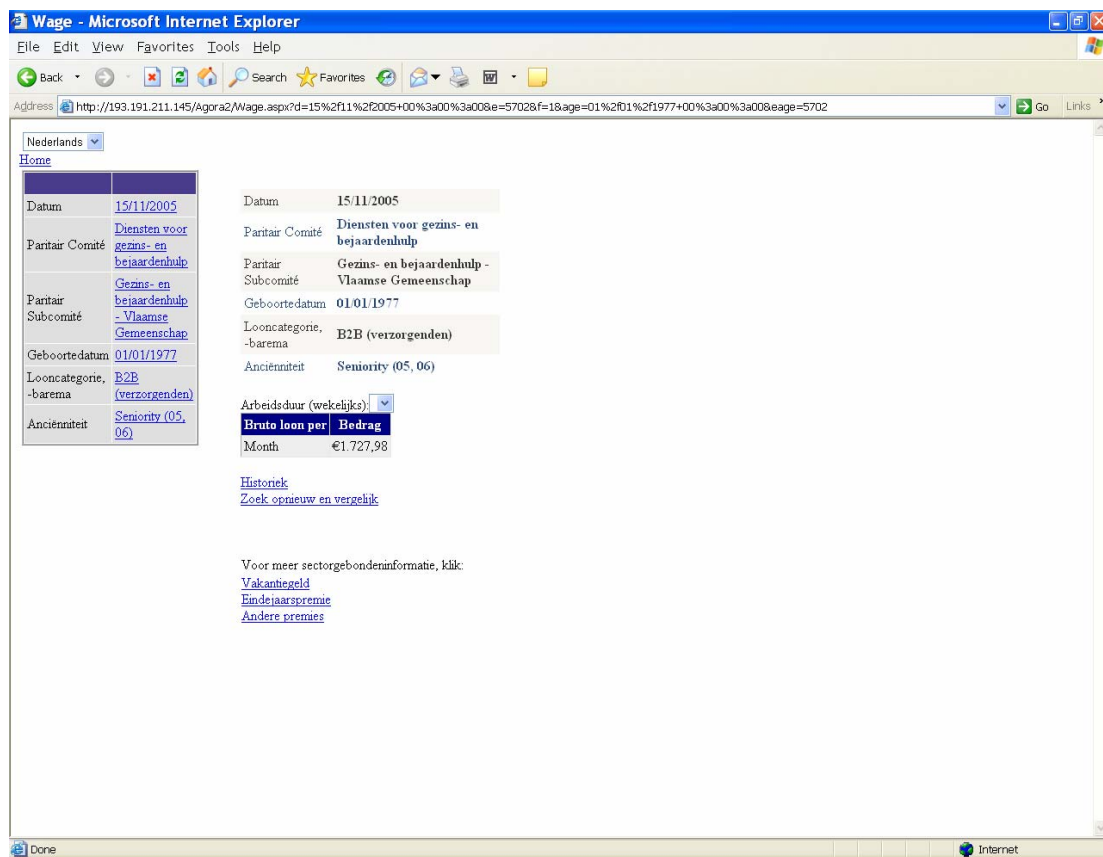 Wage - Microsoft Internet Explorer
File Edit View Favorites Tools Help
Back Search Favorites
Address http://193.191.211.145/Agora2/Wage.aspx?d=15%2f11%2f2005+00%3a00%3a00&e=5702&f=1&age=01%2f01%2f1977+00%3a00%3a00&eage=5702 Go Links
Nederlands
Home
Datum 15/11/2005
Paritair Comité Diensten voor
gezins- en
bejaardenhulp
Paritair
Subcomité Gezins- en
bejaardenhulp
- Vlaamse
Gemeenschap
Geboortedatum 01/01/1977
Looncategorie, B2B
-barema (verzorgenden)
Anciënniteit Seniority (05,
06)
Datum 15/11/2005
Paritair Comité Diensten voor gezins- en
bejaardenhulp
Paritair Gezins- en bejaardenhulp -
Subcomité Vlaamse Gemeenschap
Geboortedatum 01/01/1977
Looncategorie,
-barema B2B (verzorgenden)
Anciënniteit Seniority (05, 06)
Arbeidsduur (wekelijks):
Bruto loon per Bedrag
Month €1.727,98
Historiek
Zoek opnieuw en vergelijk
Voor meer sectorgebondeninformatie, klik:
Vakantiegeld
Eindejaarspremie
Andere premies
Done Internet